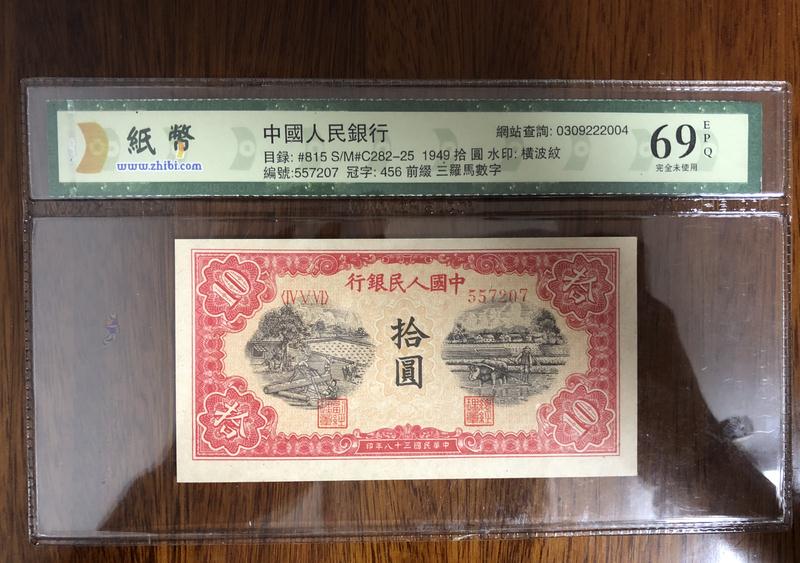 紙幣
www.zhibi.com
中國人民銀行
網站查詢: 0309222004
目録: #815 S/M#C282-25 1949 拾 圓 水印: 橫波紋
編號:557207 冠字: 456 前綴 三羅馬數字
69
EPQ
完全未使用
行銀民人國中
〈IV V VI〉
557207
10
拾
拾圓
拾
10
印年八十三國民華中